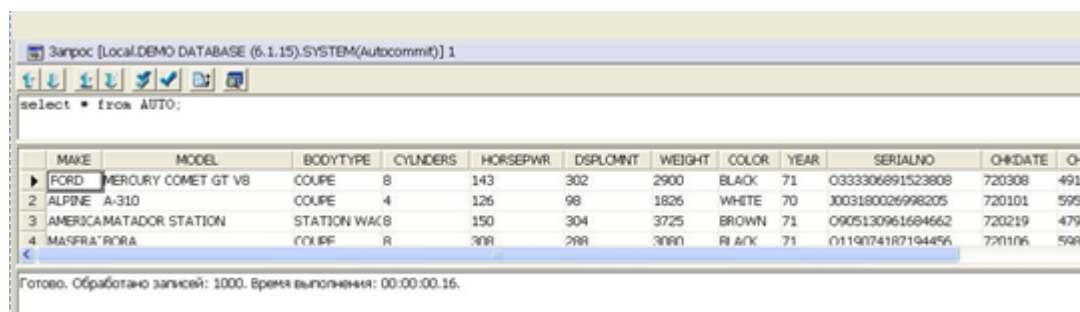 Запрос [Local.DEMO DATABASE (6.1.15).SYSTEM(Autocommit)] 1
select * from AUTO;
MAKE MODEL BODYTYPE CYLNDERS HORSEPWR DSPLCMNT WEIGHT COLOR YEAR SERIALNO CHKDATE
FORD MERCURY COMET GT V8 COUPE 8 143 302 2900 BLACK 71 O333306891523808 720308 491
2 ALPINE A-310 COUPE 4 126 98 1826 WHITE 70 J003180026998205 720101 595
3 AMERICA MATADOR STATION STATION WAG 8 150 304 3725 BROWN 71 O905130961684662 720219 479
4 MASERAT BORA COUPE 8 308 288 3080 BLACK 71 O119074187194456 720106 598
Готово. Обработано записей: 1000. Время выполнения: 00:00:00.16.